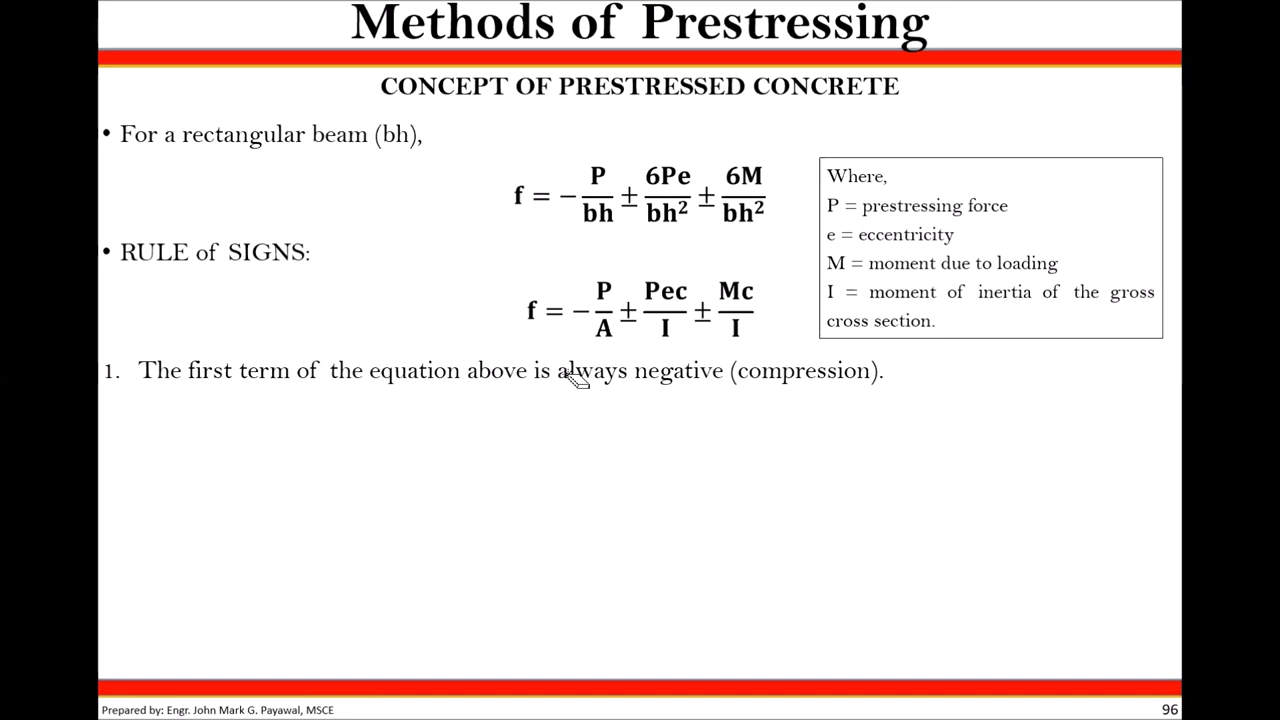 Methods of Prestressing
CONCEPT OF PRESTRESSED CONCRETE
• For a rectangular beam (bh),
f = − P/bh ± 6Pe/bh² ± 6M/bh²
Where,
P = prestressing force
e = eccentricity
M = moment due to loading
I = moment of inertia of the gross
cross section.
• RULE of SIGNS:
f = − P/A ± Pec/I ± Mc/I
1. The first term of the equation above is always negative (compression).
Prepared by: Engr. John Mark G. Payawal, MSCE
96